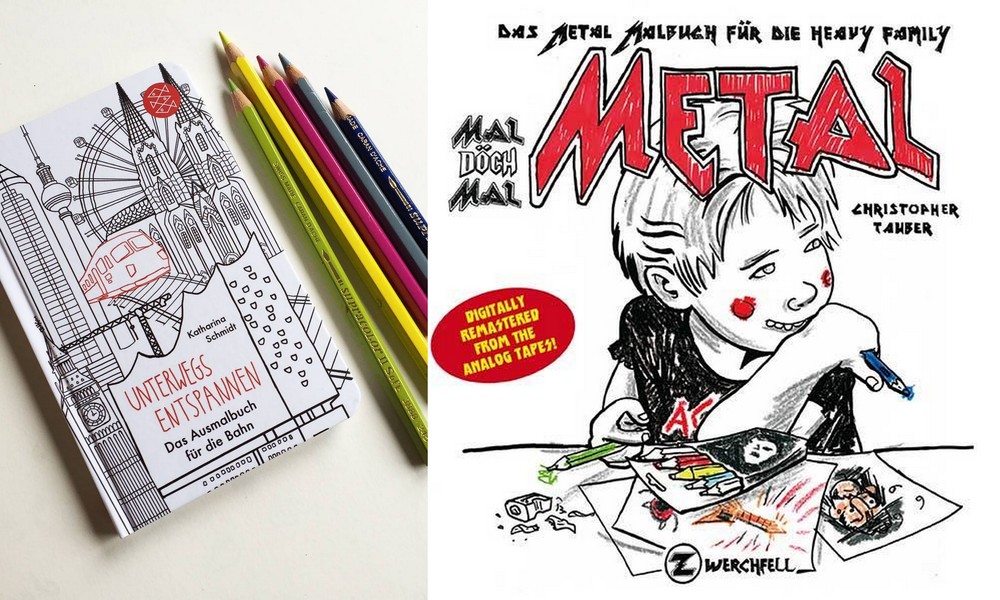 Katharina
Schmidt
UNTERWEGS
ENTSPANNEN
Das Ausmalbuch
für die Bahn
DAS METAL MALBUCH FÜR DIE HEAVY FAMILY
METAL
MAL
DÖCH
MAL
CHRISTOPHER
TAUBER
DIGITALLY
REMASTERED
FROM THE
ANALOG TAPES!
Z WERCHFELL